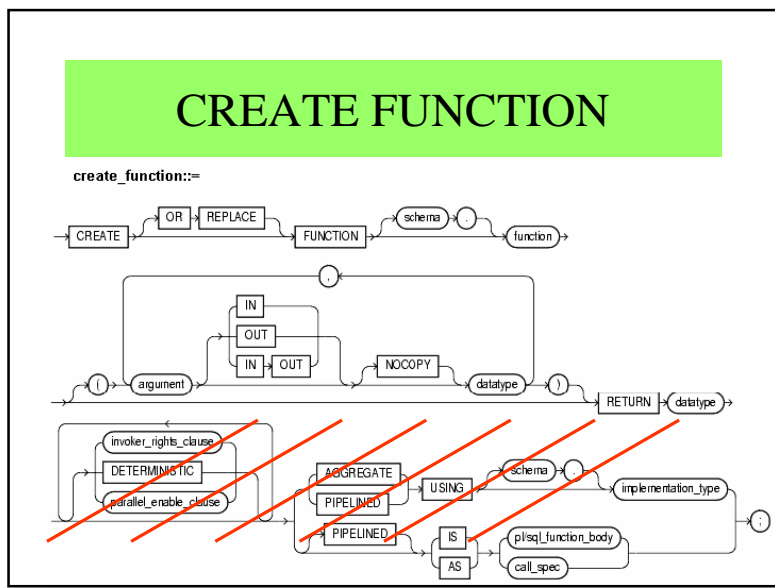 CREATE FUNCTION
create_function::=
OR REPLACE schema .
CREATE FUNCTION function
,
IN
OUT
IN OUT NOCOPY
( argument datatype )
RETURN datatype
invoker_rights_clause
DETERMINISTIC
parallel_enable_clause
AGGREGATE schema .
PIPELINED USING implementation_type
PIPELINED IS pl/sql_function_body
AS call_spec
;